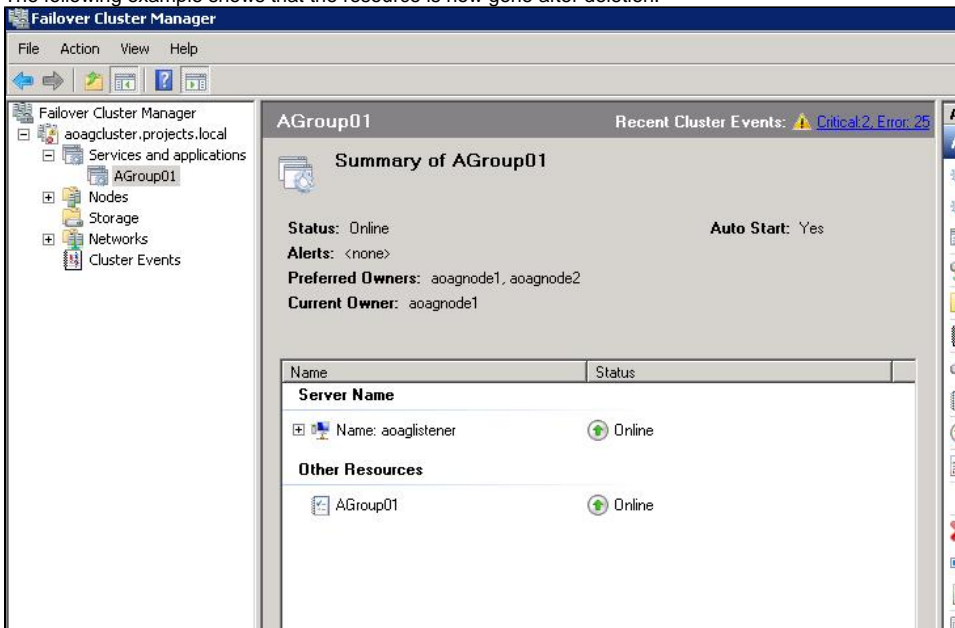 The following example shows that the resource is now gone after deletion.
Failover Cluster Manager
File Action View Help
Failover Cluster Manager
aoagcluster.projects.local
Services and applications
AGroup01
Nodes
Storage
Networks
Cluster Events
AGroup01 Recent Cluster Events: Critical:2, Error: 25
Summary of AGroup01
Status: Online Auto Start: Yes
Alerts: <none>
Preferred Owners: aoagnode1, aoagnode2
Current Owner: aoagnode1
Name Status
Server Name
Name: aoaglistener Online
Other Resources
AGroup01 Online